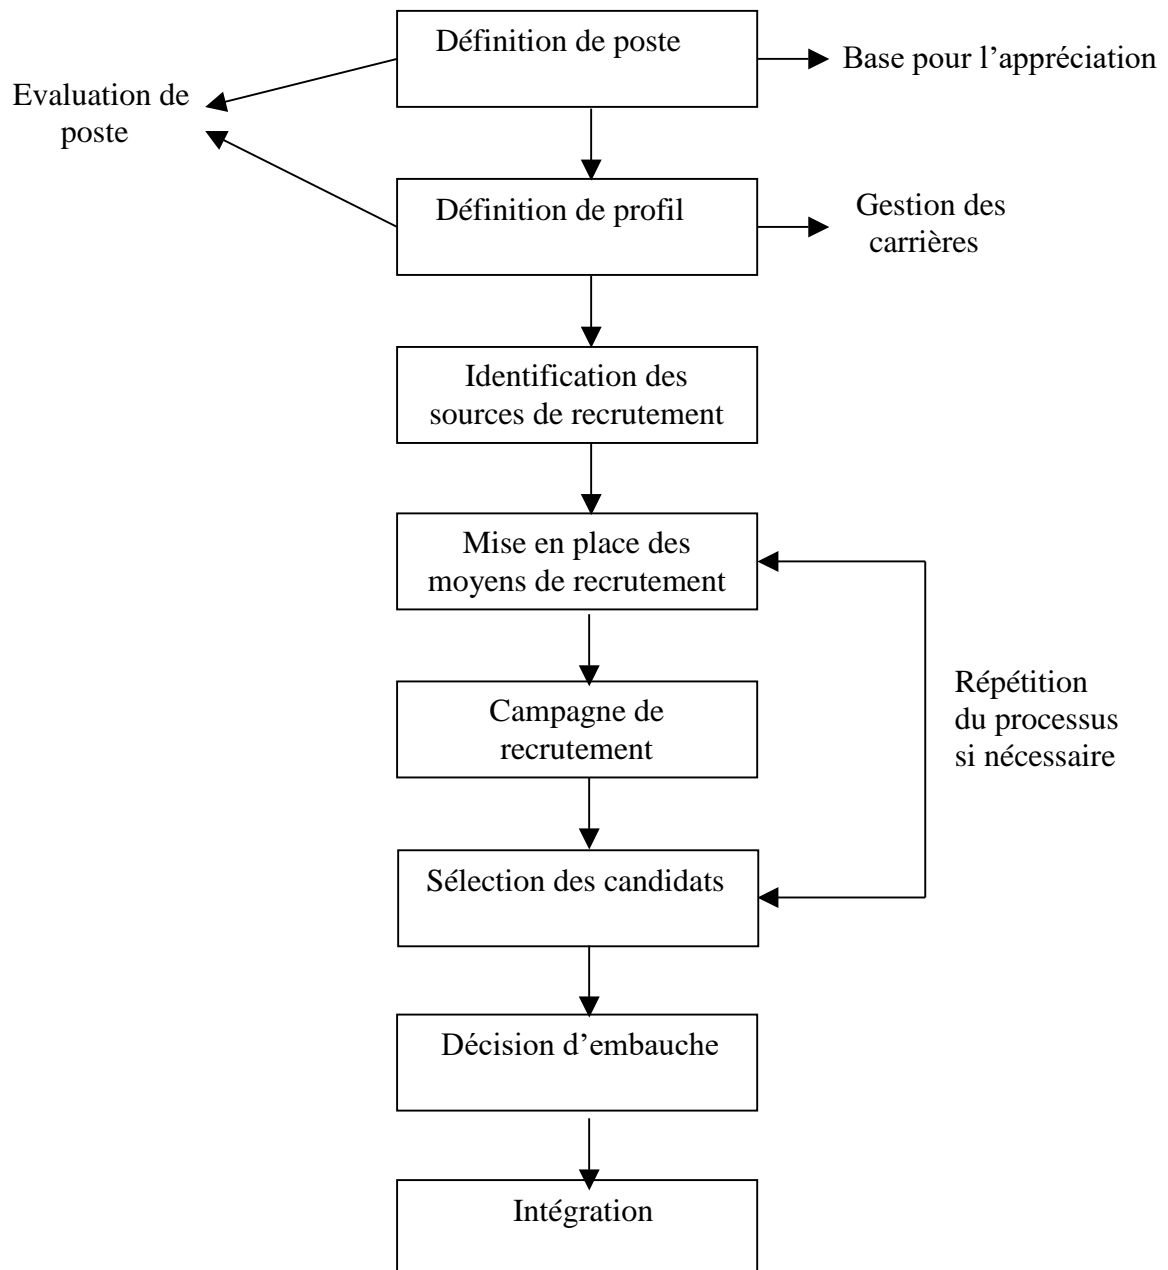 Définition de poste
Base pour l’appréciation
Evaluation de
poste
Définition de profil
Gestion des
carrières
Identification des
sources de recrutement
Mise en place des
moyens de recrutement
Campagne de
recrutement
Répétition
du processus
si nécessaire
Sélection des candidats
Décision d’embauche
Intégration